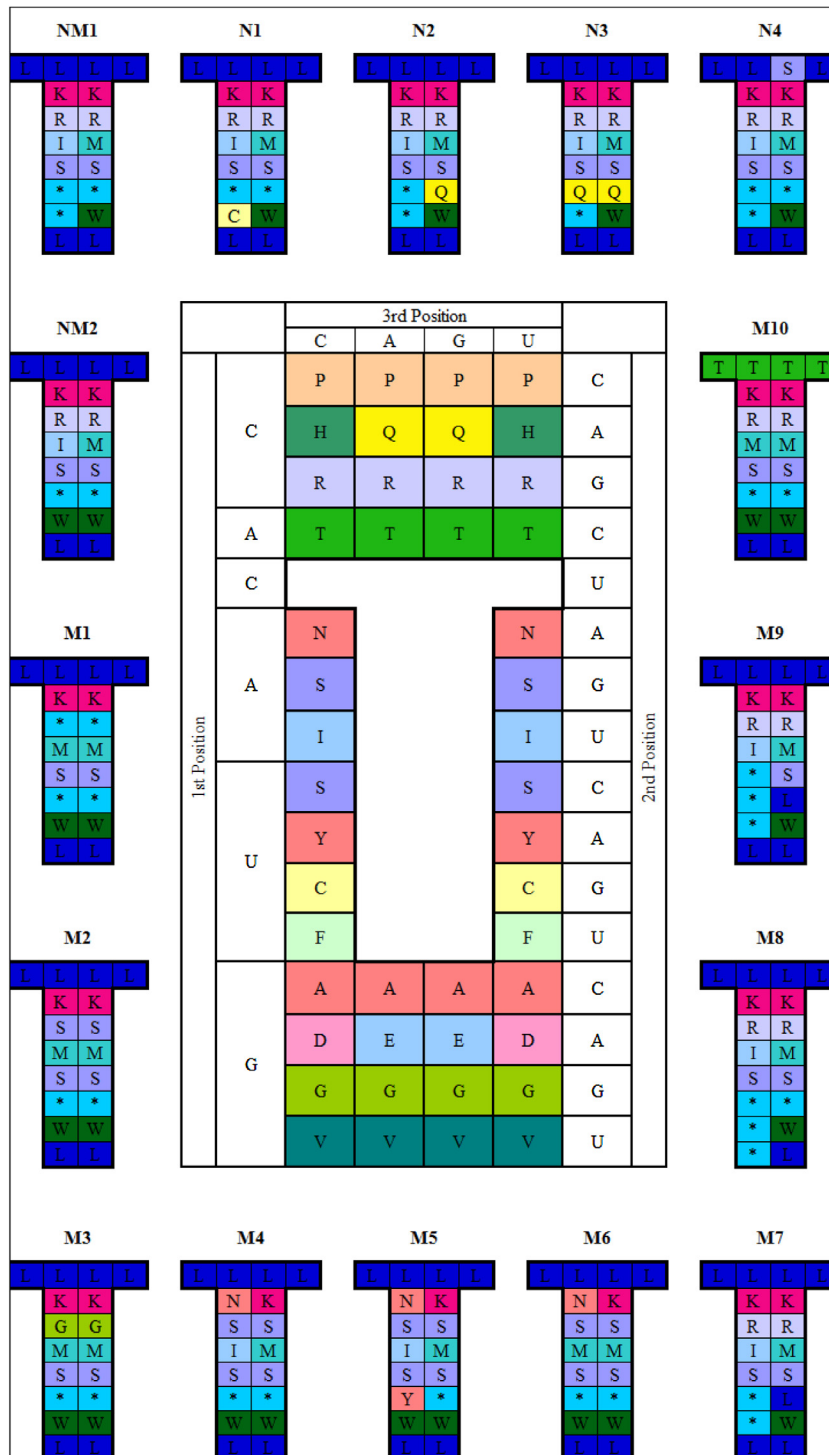 NM1 N1 N2 N3 N4
L L L L L L L L L L L L L L L L L L S L
K K K K K K K K K K
R R R R R R R R R R
I M I M I M I M I M
S S S S S S S S S S
* * * * * Q Q Q * *
* W C W * W * W * W
L L L L L L L L L L
NM2
L L L L
K K
R R
I M
S S
* *
W W
L L
M1
L L L L
K K
* *
M M
S S
* *
W W
L L
M2
L L L L
K K
S S
M M
S S
* *
W W
L L
3rd Position
C A G U
1st Position
2nd Position
C P P P P C
H Q Q H A
R R R R G
A T T T T C
C U
A N N A
S S G
I I U
U S S C
Y Y A
C C G
F F U
G A A A A C
D E E D A
G G G G G
V V V V U
M10
T T T T
K K
R R
M M
S S
* *
W W
L L
M9
L L L L
K K
R R
I M
* S
* L
* W
L L
M8
L L L L
K K
R R
I M
S S
* *
* W
* L
M3 M4 M5 M6 M7
L L L L L L L L L L L L L L L L L L L L
K K N K N K N K K K
G G S S S S S S R R
M M I M I M M M I M
S S S S S S S S S S
* * * * Y * * * * L
W W W W W W W W * W
L L L L L L L L L L